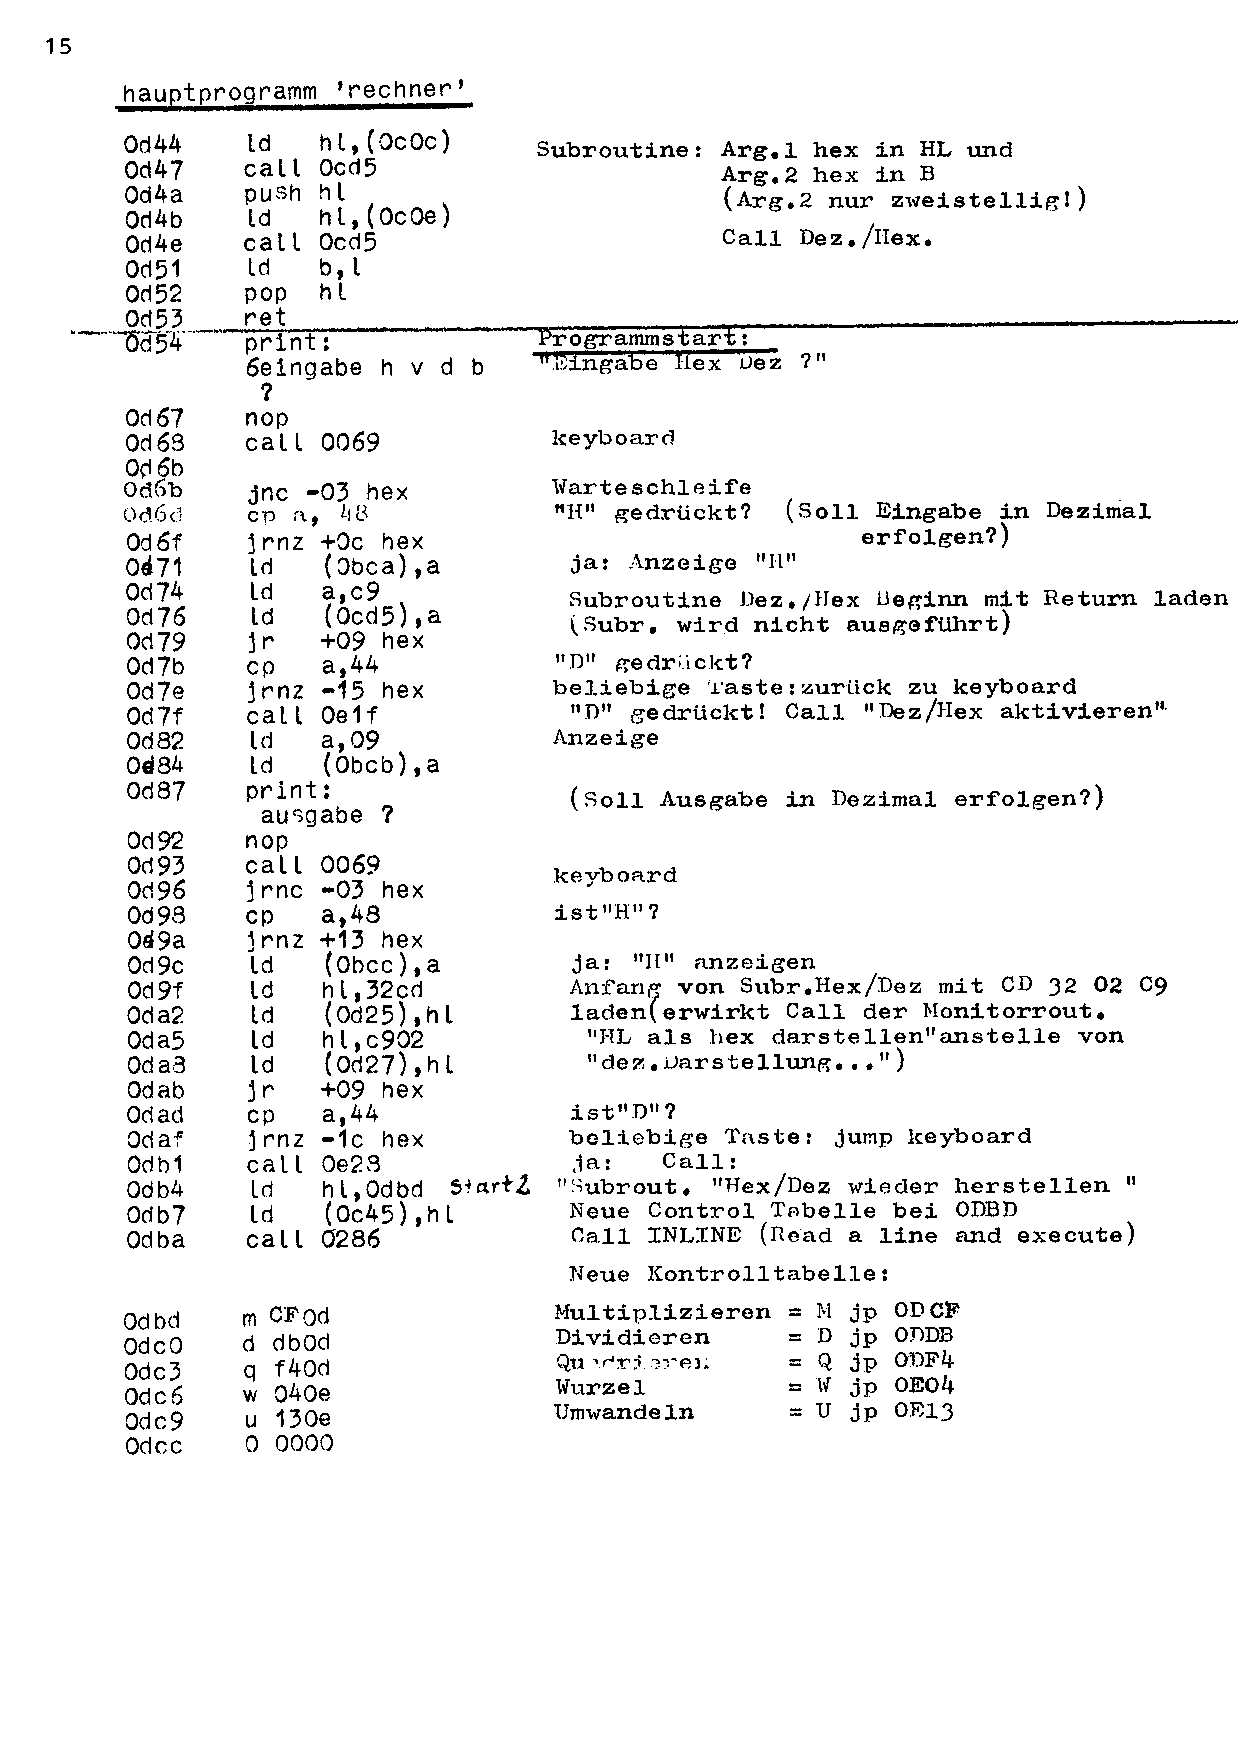 15
hauptprogramm 'rechner'
0d44 ld hl,(0c0c) Subroutine: Arg.1 hex in HL und
0d47 call 0cd5 Arg.2 hex in B
0d4a push hl (Arg.2 nur zweistellig!)
0d4b ld hl,(0c0e)
0d4e call 0cd5 Call Dez./Hex.
0d51 ld b,l
0d52 pop hl
0d53 ret
0d54 print: Programmstart:
6eingabe h v d b "Eingabe Hex Dez ?"
?
0d67 nop
0d68 call 0069 keyboard
0d6b
0d6b jnc -03 hex Warteschleife
0d6d cp a, 48 "H" gedrückt? (Soll Eingabe in Dezimal
0d6f jrnz +0c hex erfolgen?)
0d71 ld (0bca),a ja: Anzeige "H"
0d74 ld a,c9 Subroutine Dez./Hex Beginn mit Return laden
0d76 ld (0cd5),a (Subr. wird nicht ausgeführt)
0d79 jr +09 hex
0d7b cp a,44 "D" gedrückt?
0d7e jrnz -15 hex beliebige Taste:zurück zu keyboard
0d7f call 0e1f "D" gedrückt! Call "Dez/Hex aktivieren"
0d82 ld a,09 Anzeige
0d84 ld (0bcb),a
0d87 print: (Soll Ausgabe in Dezimal erfolgen?)
ausgabe ?
0d92 nop
0d93 call 0069 keyboard
0d96 jrnc -03 hex
0d98 cp a,48 ist"H"?
0d9a jrnz +13 hex
0d9c ld (0bcc),a ja: "H" anzeigen
0d9f ld hl,32cd Anfang von Subr.Hex/Dez mit CD 32 02 C9
0da2 ld (0d25),hl laden(erwirkt Call der Monitorrout.
0da5 ld hl,c902 "HL als hex darstellen"anstelle von
0da8 ld (0d27),hl "dez.Darstellung...")
0dab jr +09 hex
0dad cp a,44 ist"D"?
0daf jrnz -1c hex beliebige Taste: jump keyboard
0db1 call 0e28 ja: Call:
0db4 ld hl,0dbd Start2 "Subrout. "Hex/Dez wieder herstellen "
0db7 ld (0c45),hl Neue Control Tabelle bei ODBD
0dba call 0286 Call INLINE (Read a line and execute)
Neue Kontrolltabelle:
0dbd m CF0d Multiplizieren = M jp ODCF
0dc0 d db0d Dividieren = D jp ODDB
0dc3 q f40d Quadrieren = Q jp ODF4
0dc6 w 040e Wurzel = W jp OE04
0dc9 u 130e Umwandeln = U jp OE13
0dcc 0 0000